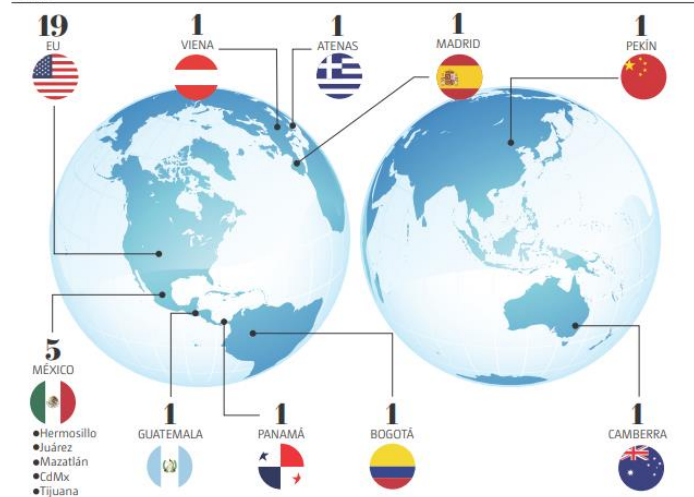 19
EU
1
VIENA
1
ATENAS
1
MADRID
1
PEKÍN
5
MÉXICO
●Hermosillo
●Juárez
●Mazatlán
●CdMx
●Tijuana
1
GUATEMALA
1
PANAMÁ
1
BOGOTÁ
1
CAMBERRA